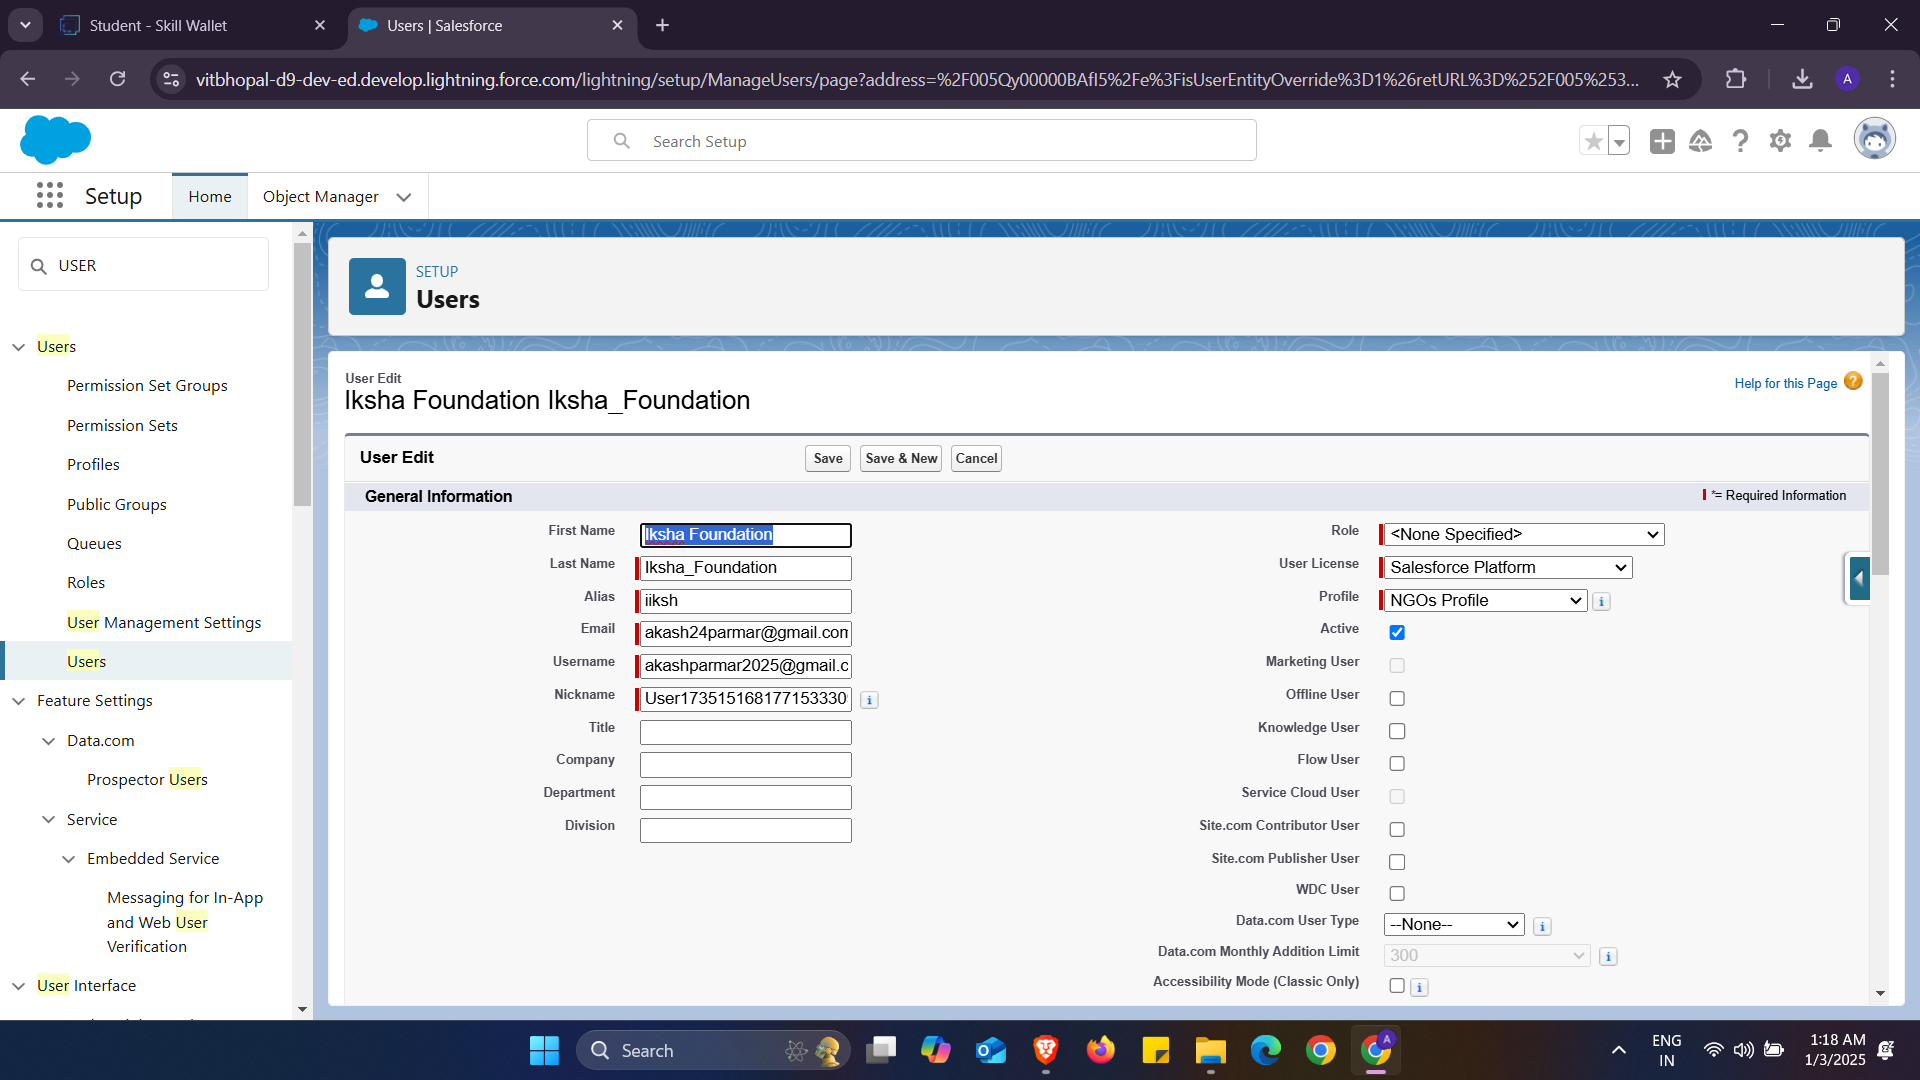 Student - Skill Wallet
Users | Salesforce
vitbhopal-d9-dev-ed.develop.lightning.force.com/lightning/setup/ManageUsers/page?address=%2F005Qy00000BAfI5%2Fe%3FisUserEntityOverride%3D1%26retURL%3D%252F005%253...
A
Search Setup
Setup
Home
Object Manager
USER
Users
Permission Set Groups
Permission Sets
Profiles
Public Groups
Queues
Roles
User Management Settings
Users
Feature Settings
Data.com
Prospector Users
Service
Embedded Service
Messaging for In-App
and Web User
Verification
User Interface
SETUP
Users
User Edit
Iksha Foundation Iksha_Foundation
Help for this Page
User Edit
Save
Save & New
Cancel
General Information
*= Required Information
First Name Iksha Foundation
Last Name Iksha_Foundation
Alias iiksh
Email akash24parmar@gmail.com
Username akashparmar2025@gmail.c
Nickname User173515168177153330
Title
Company
Department
Division
Role <None Specified>
User License Salesforce Platform
Profile NGOs Profile
Active
Marketing User
Offline User
Knowledge User
Flow User
Service Cloud User
Site.com Contributor User
Site.com Publisher User
WDC User
Data.com User Type --None--
Data.com Monthly Addition Limit 300
Accessibility Mode (Classic Only)
Search
A
ENG
IN
1:18 AM
1/3/2025